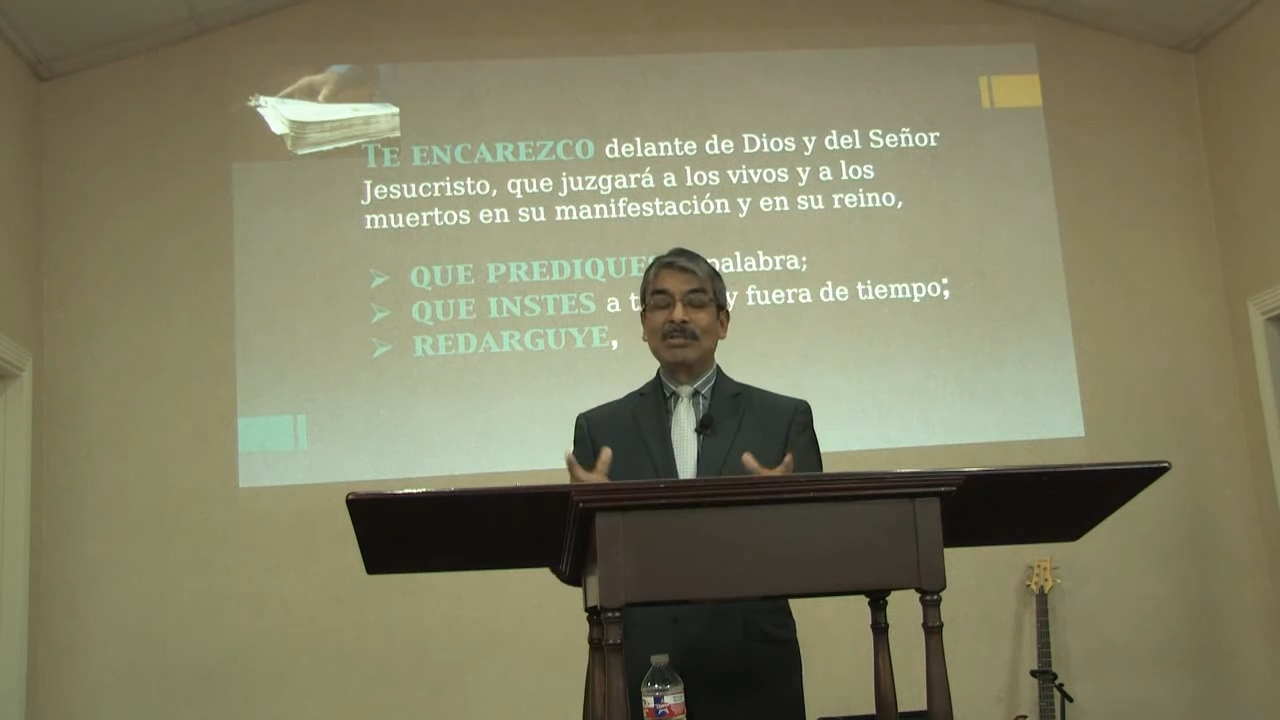 TE ENCAREZCO delante de Dios y del Señor
Jesucristo, que juzgará a los vivos y a los
muertos en su manifestación y en su reino,
QUE PREDIQUES palabra;
QUE INSTES a y fuera de tiempo;
REDARGUYE,